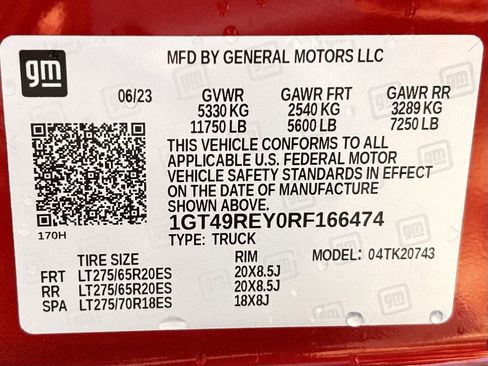 gm
MFD BY GENERAL MOTORS LLC
06/23 GVWR GAWR FRT GAWR RR
5330 KG 2540 KG 3289 KG
11750 LB 5600 LB 7250 LB
THIS VEHICLE CONFORMS TO ALL
APPLICABLE U.S. FEDERAL MOTOR
VEHICLE SAFETY STANDARDS IN EFFECT
ON THE DATE OF MANUFACTURE
SHOWN ABOVE.
170H
1GT49REY0RF166474
TYPE: TRUCK
TIRE SIZE RIM MODEL: 04TK20743
FRT LT275/65R20ES 20X8.5J
RR LT275/65R20ES 20X8.5J
SPA LT275/70R18ES 18X8J